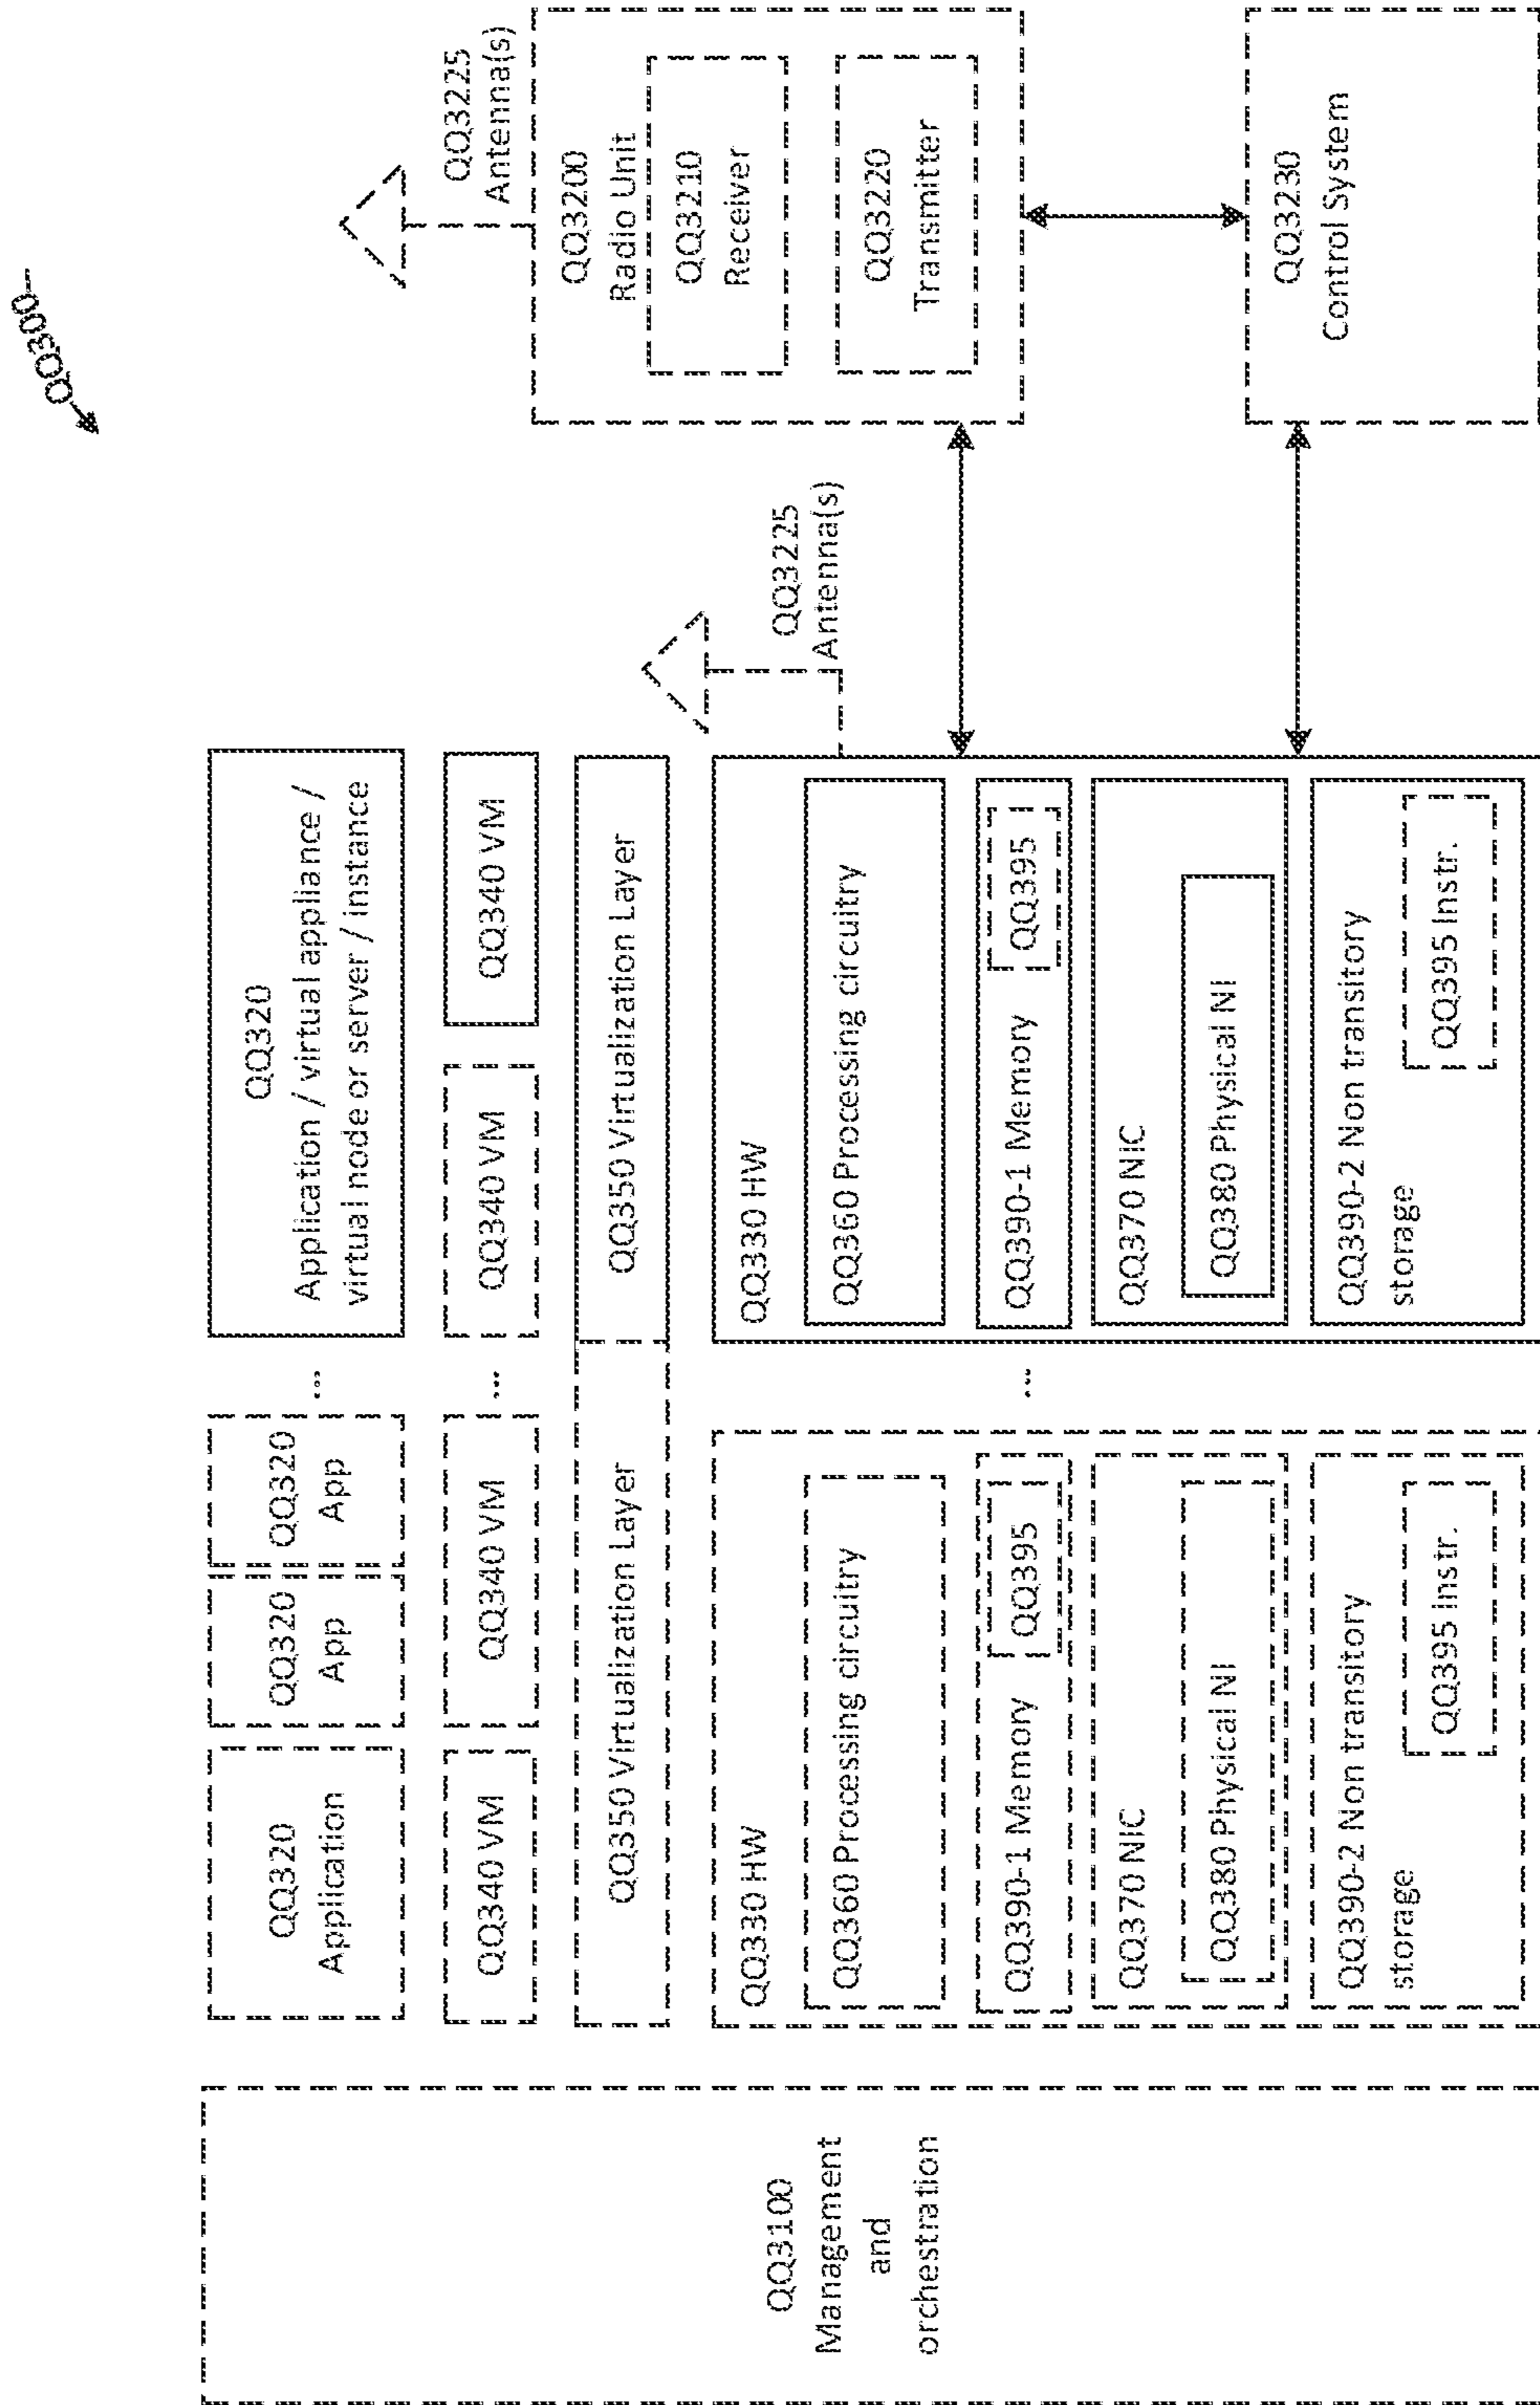 QQ300
QQ3100
Management
and
orchestration
QQ320
Application
QQ320
App
QQ320
App
...
QQ320
Application / virtual appliance /
virtual node or server / instance
QQ340 VM
QQ340 VM
...
QQ340 VM
QQ340 VM
QQ350 Virtualization Layer
QQ350 Virtualization Layer
QQ330 HW
QQ360 Processing circuitry
QQ390-1 Memory
QQ395
QQ370 NIC
QQ380 Physical NI
QQ390-2 Non transitory
storage
QQ395 Instr.
...
QQ330 HW
QQ360 Processing circuitry
QQ390-1 Memory
QQ395
QQ370 NIC
QQ380 Physical NI
QQ390-2 Non transitory
storage
QQ395 Instr.
QQ3225
Antenna(s)
QQ3225
Antenna(s)
QQ3200
Radio Unit
QQ3210
Receiver
QQ3220
Transmitter
QQ3230
Control System